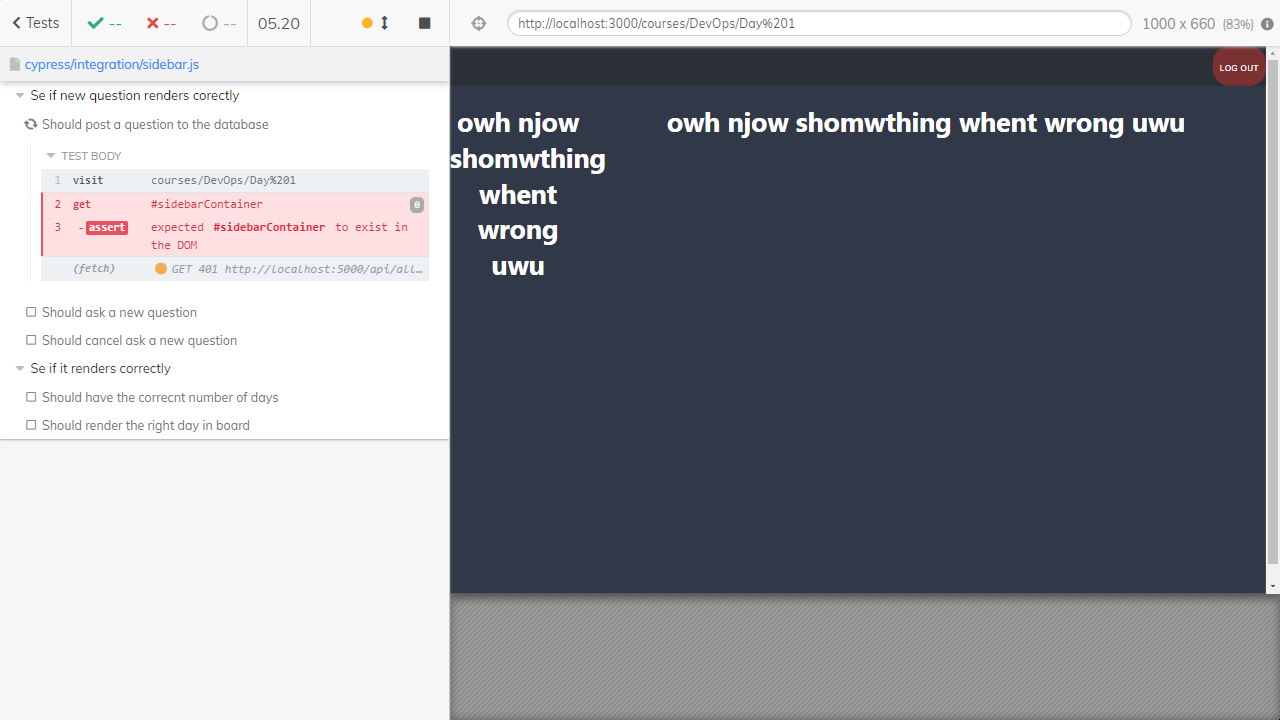 Tests
--
--
--
05.20
http://localhost:3000/courses/DevOps/Day%201
1000 x 660 (83%)
cypress/integration/sidebar.js
Se if new question renders corectly
Should post a question to the database
TEST BODY
1 visit courses/DevOps/Day%201
2 get #sidebarContainer 0
3 - assert expected #sidebarContainer to exist in
the DOM
(fetch) GET 401 http://localhost:5000/api/all…
Should ask a new question
Should cancel ask a new question
Se if it renders correctly
Should have the correcnt number of days
Should render the right day in board
LOG OUT
owh njow
shomwthing
whent
wrong
uwu
owh njow shomwthing whent wrong uwu